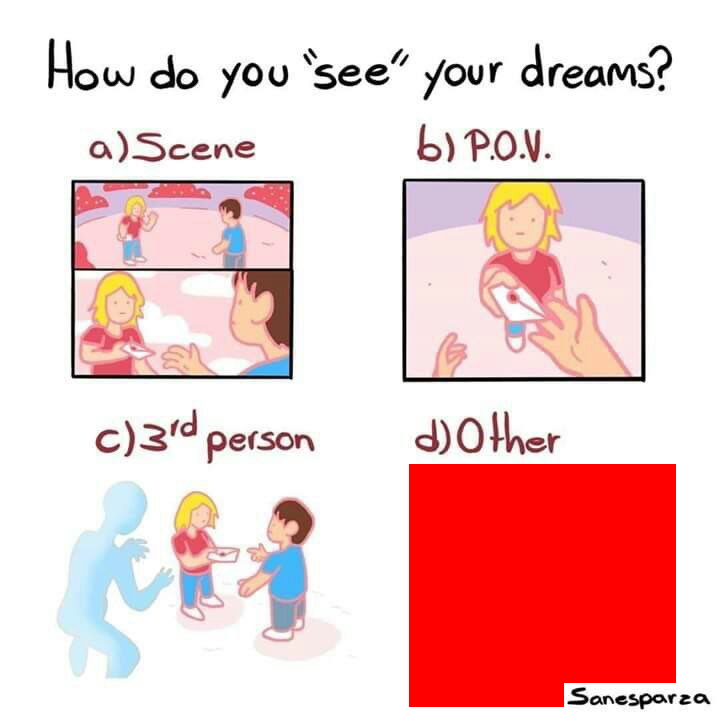 How do you "see" your dreams?
a) Scene
b) P.O.V.
c) 3rd person
d) Other
Sanesparza